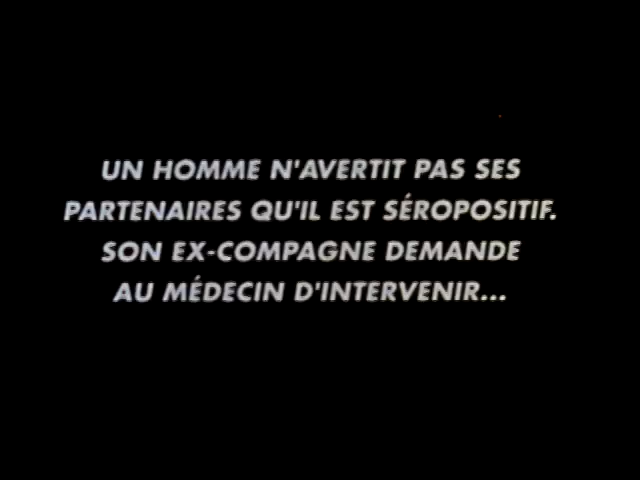 UN HOMME N'AVERTIT PAS SES
PARTENAIRES QU'IL EST SÉROPOSITIF.
SON EX-COMPAGNE DEMANDE
AU MÉDECIN D'INTERVENIR...